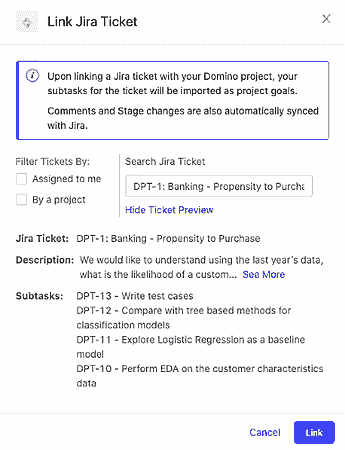 Link Jira Ticket
Upon linking a Jira ticket with your Domino project, your
subtasks for the ticket will be imported as project goals.
Comments and Stage changes are also automatically synced
with Jira.
Filter Tickets By:
Assigned to me
By a project
Search Jira Ticket
DPT-1: Banking - Propensity to Purcha
Hide Ticket Preview
Jira Ticket: DPT-1: Banking - Propensity to Purchase
Description: We would like to understand using the last year's data,
what is the likelihood of a custom... See More
Subtasks: DPT-13 - Write test cases
DPT-12 - Compare with tree based methods for
classification models
DPT-11 - Explore Logistic Regression as a baseline
model
DPT-10 - Perform EDA on the customer characteristics
data
Cancel Link